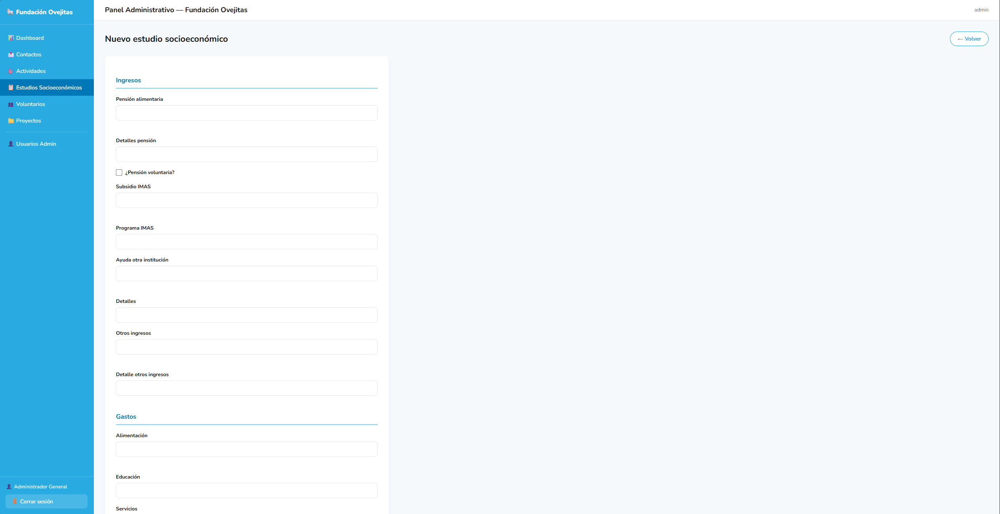 Fundación Ovejitas
Dashboard
Contactos
Actividades
Estudios Socioeconómicos
Voluntarios
Proyectos
Usuarios Admin
Administrador General
Cerrar sesión
Panel Administrativo — Fundación Ovejitas
admin
Nuevo estudio socioeconómico
← Volver
Ingresos
Pensión alimentaria
Detalles pensión
¿Pensión voluntaria?
Subsidio IMAS
Programa IMAS
Ayuda otra institución
Detalles
Otros ingresos
Detalle otros ingresos
Gastos
Alimentación
Educación
Servicios